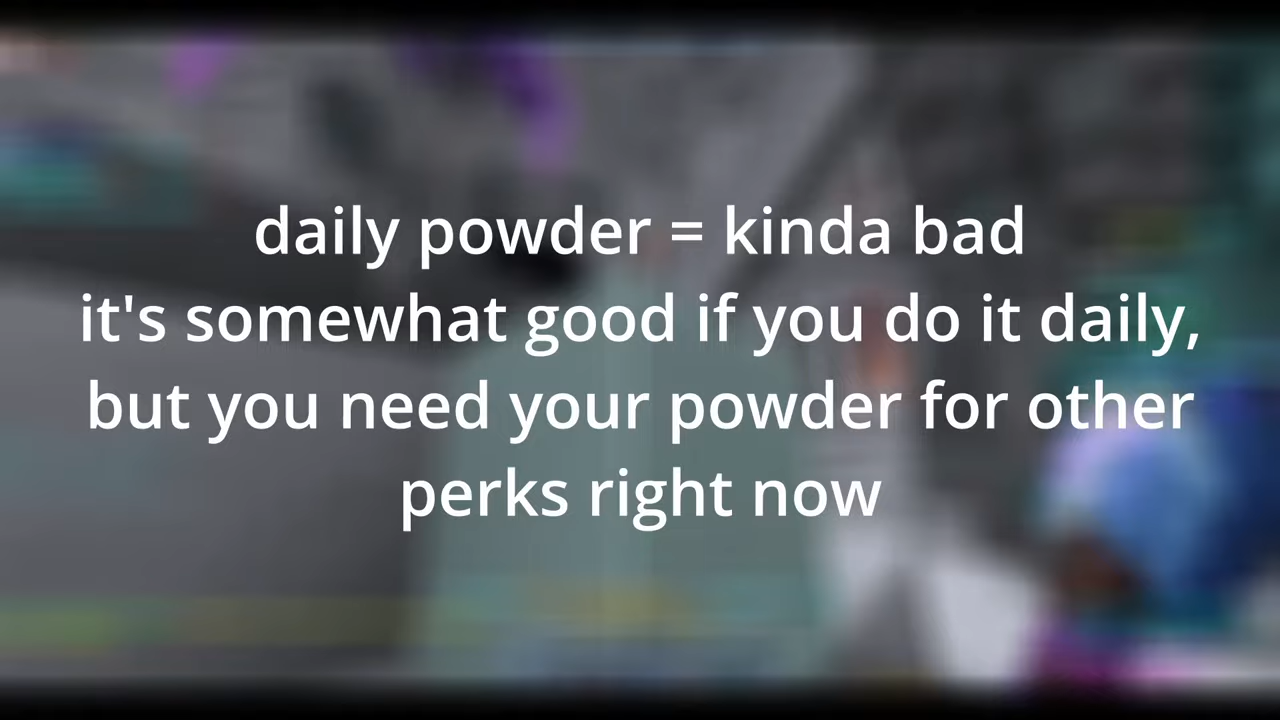 daily powder = kinda bad
it's somewhat good if you do it daily,
but you need your powder for other
perks right now